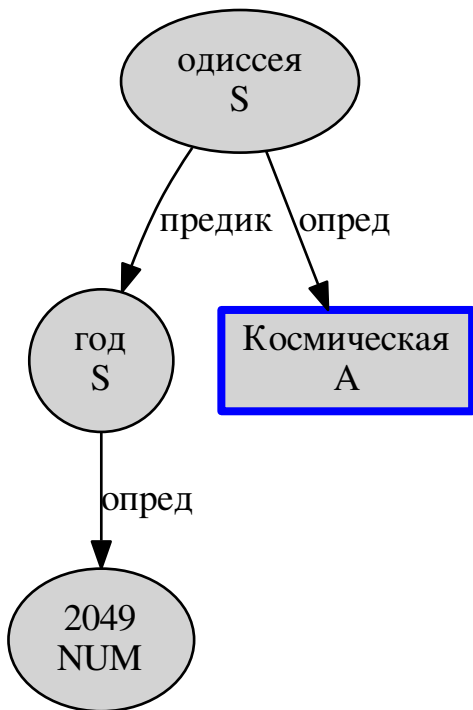 одиссея
S
предик
опред
год
S
Космическая
A
опред
2049
NUM